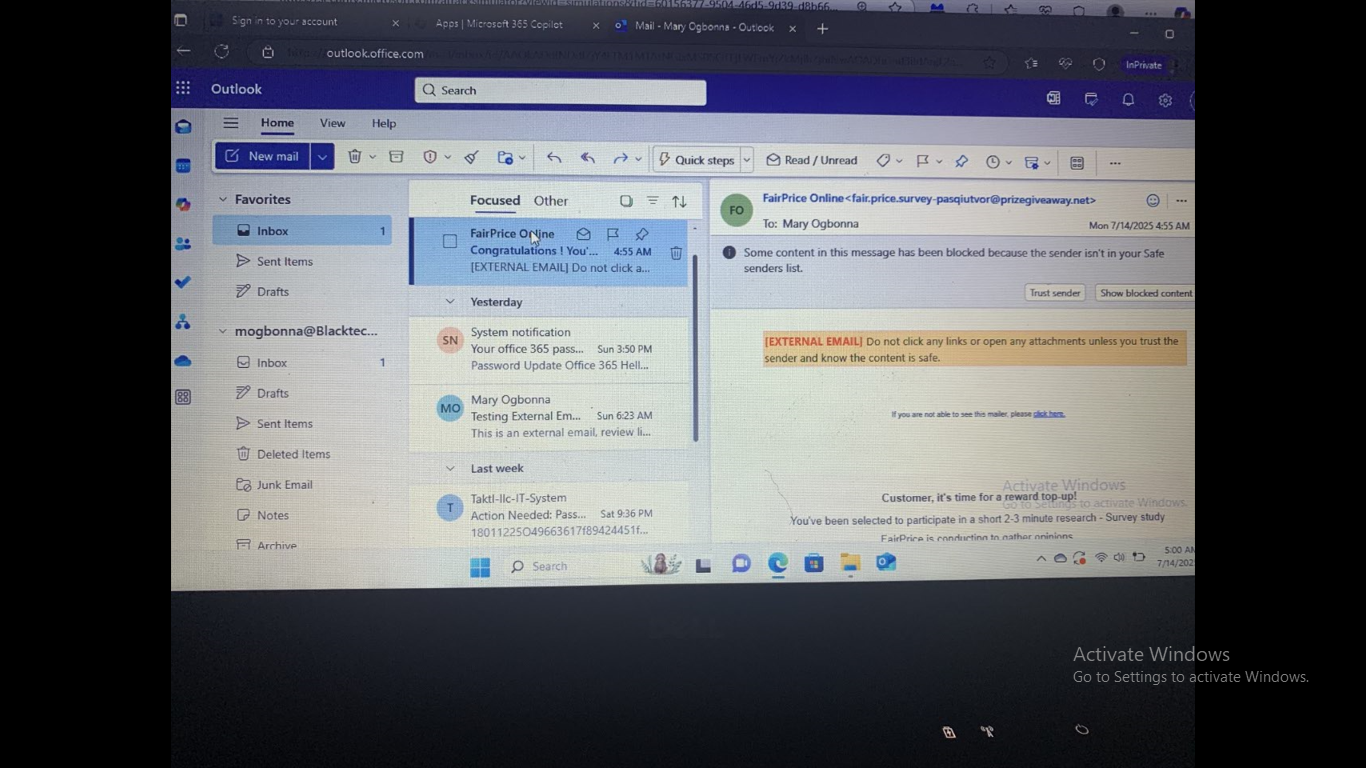 Sign in to your account
Apps | Microsoft 365 Copilot
Mail - Mary Ogbonna - Outlook
outlook.office.com
InPrivate
Outlook
Search
Home
View
Help
New mail
Quick steps
Read / Unread
Favorites
Inbox
1
Sent Items
Drafts
mogbonna@Blacktec...
Inbox
1
Drafts
Sent Items
Deleted Items
Junk Email
Notes
Archive
Focused
Other
FairPrice Online
Congratulations ! You'...
4:55 AM
[EXTERNAL EMAIL] Do not click a...
Yesterday
SN
System notification
Your office 365 pass...
Sun 3:50 PM
Password Update Office 365 Hell...
MO
Mary Ogbonna
Testing External Em...
Sun 6:23 AM
This is an external email, review li...
Last week
T
Taktl-llc-IT-System
Action Needed: Pass...
Sat 9:36 PM
18011225049663617f89424451f...
FO
FairPrice Online<fair.price.survey-pasqiutvor@prizegiveaway.net>
To: Mary Ogbonna
Mon 7/14/2025 4:55 AM
Some content in this message has been blocked because the sender isn't in your Safe
senders list.
Trust sender
Show blocked content
[EXTERNAL EMAIL] Do not click any links or open any attachments unless you trust the
sender and know the content is safe.
If you are not able to see this mailer, please click here.
Activate Windows
Go to Settings to activate Windows.
Customer, it's time for a reward top-up!
You've been selected to participate in a short 2-3 minute research - Survey study
FairPrice is conducting to gather opinions
Search
5:00 AM
7/14/202
Activate Windows
Go to Settings to activate Windows.